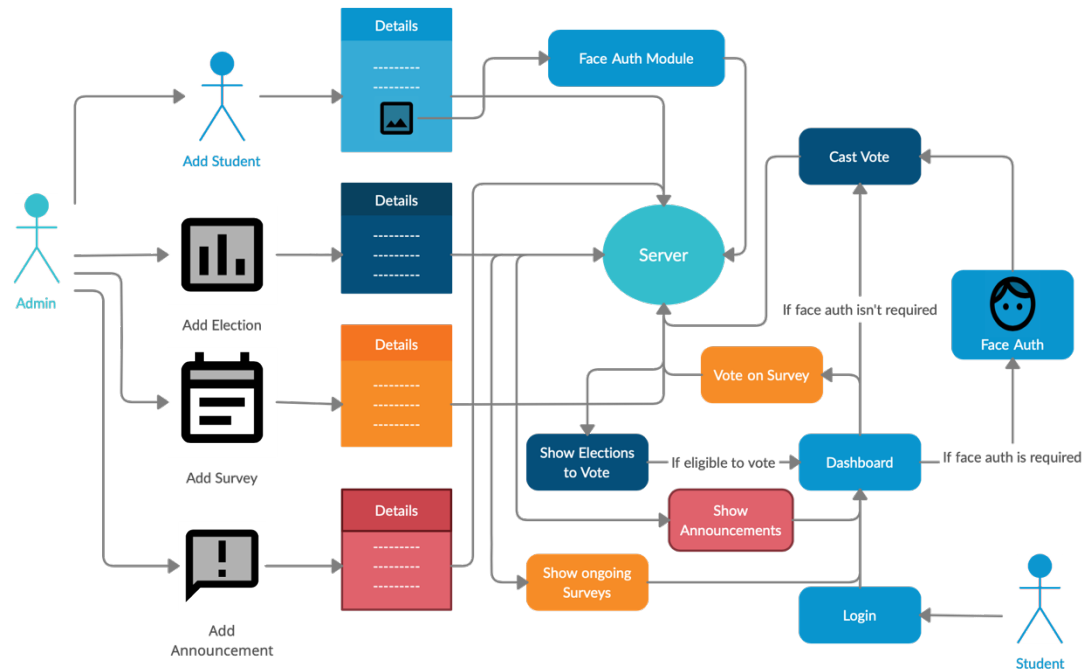 Details
Face Auth Module
Add Student
Cast Vote
Details
Server
Admin
Add Election
If face auth isn't required
Details
Face Auth
Vote on Survey
Show Elections
to Vote
If eligible to vote
Dashboard
If face auth is required
Add Survey
Details
Show
Announcements
Show ongoing
Surveys
Login
Add
Announcement
Student